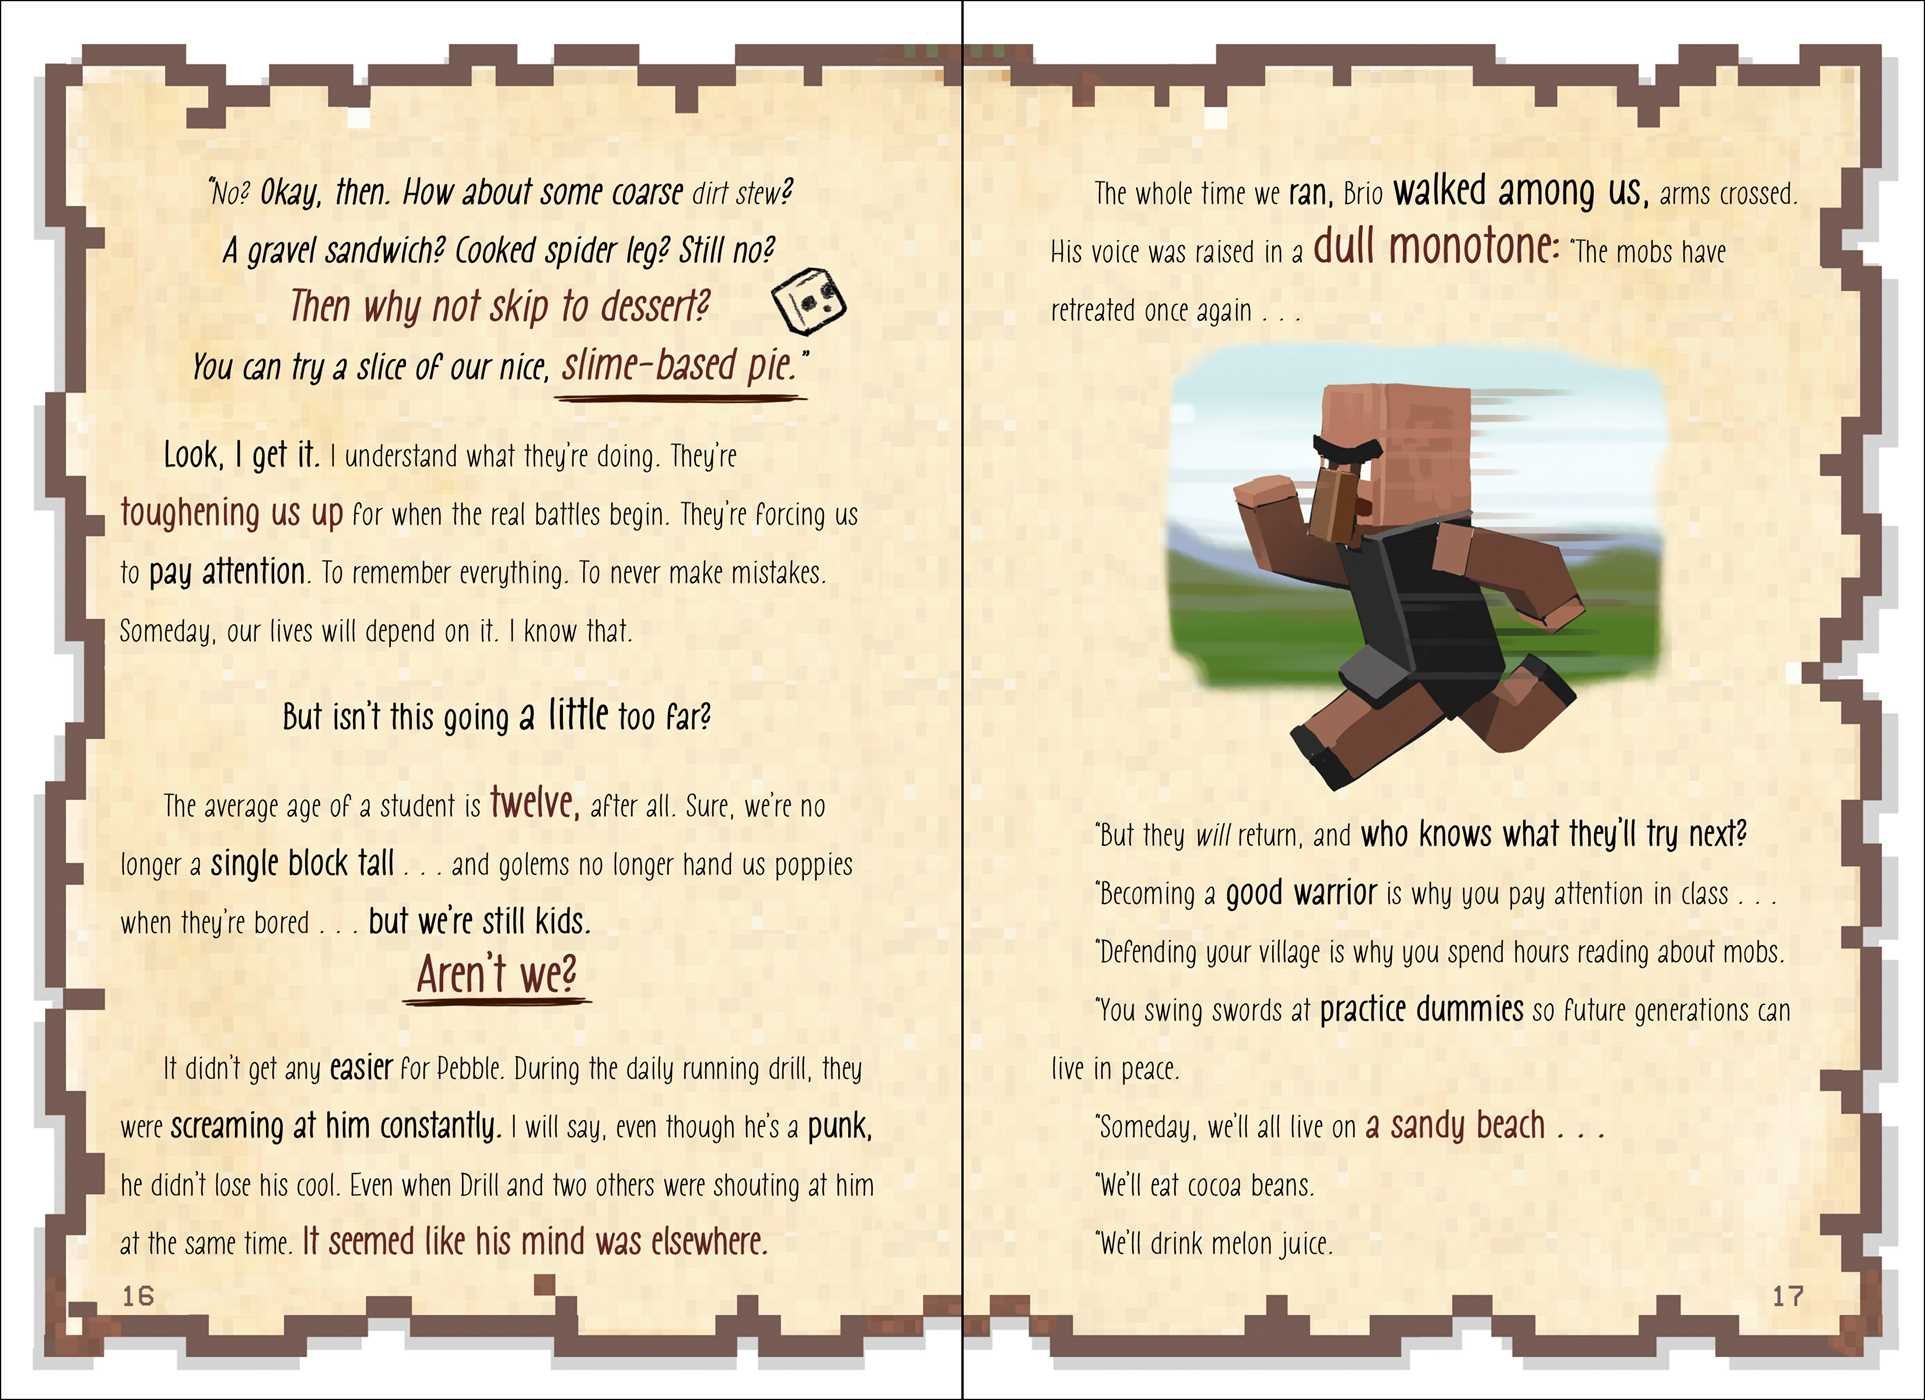 "No? Okay, then. How about some coarse dirt stew?
A gravel sandwich? Cooked spider leg? Still no?
Then why not skip to dessert?
You can try a slice of our nice, slime-based pie."
Look, I get it. I understand what they're doing. They're
toughening us up for when the real battles begin. They're forcing us
to pay attention. To remember everything. To never make mistakes.
Someday, our lives will depend on it. I know that.
But isn't this going a little too far?
The average age of a student is twelve, after all. Sure, we're no
longer a single block tall . . . and golems no longer hand us poppies
when they're bored . . . but we're still kids.
Aren't we?
It didn't get any easier for Pebble. During the daily running drill, they
were screaming at him constantly. I will say, even though he's a punk,
he didn't lose his cool. Even when Drill and two others were shouting at him
at the same time. It seemed like his mind was elsewhere.
16
The whole time we ran, Brio walked among us, arms crossed.
His voice was raised in a dull monotone: "The mobs have
retreated once again . . .
"But they will return, and who knows what they'll try next?
"Becoming a good warrior is why you pay attention in class . . .
"Defending your village is why you spend hours reading about mobs.
"You swing swords at practice dummies so future generations can
live in peace.
"Someday, we'll all live on a sandy beach . . .
"We'll eat cocoa beans.
"We'll drink melon juice.
17